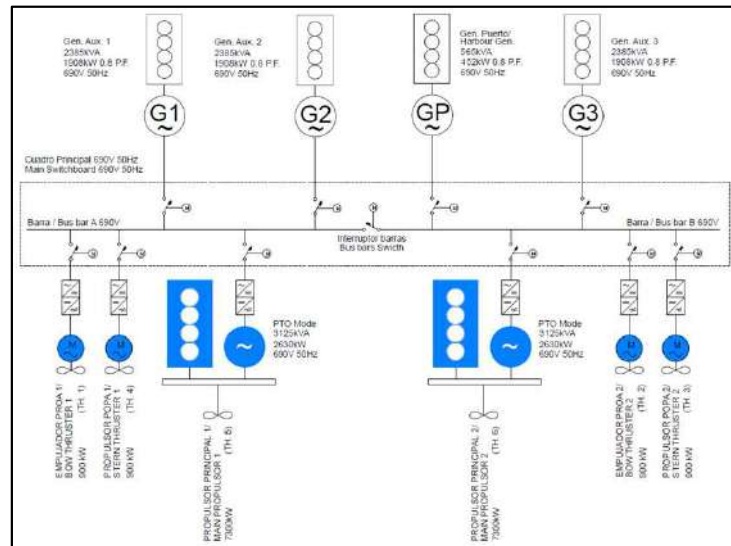 Gen. Aux. 1
2385kVA
1908kW 0.8 P.F.
690V 50Hz
Gen. Aux. 2
2385kVA
1908kW 0.8 P.F.
690V 50Hz
Gen. Puerto/
Harbour Gen.
565kVA
452kW 0.8 P.F.
690V 50Hz
Gen. Aux. 3
2385kVA
1908kW 0.8 P.F.
690V 50Hz
G1
~
G2
~
GP
~
G3
~
Cuadro Principal 690V 50Hz
Main Switchboard 690V 50Hz
M
M
M
M
M
Barra / Bus bar A 690V
Interruptor barras
Bus bars Swicth
Barra / Bus bar B 690V
M
M
M
M
M
M
PTO Mode
3125kVA
2630kW
690V 50Hz
PTO Mode
3125kVA
2630kW
690V 50Hz
M
M
~
~
M
M
EMPUJADOR PROA 1/
BOW THRUSTER 1 (TH. 1)
900 kW
PROPULSOR POPA 1/
STERN THRUSTER 1 (TH. 4)
900 kW
PROPULSOR PRINCIPAL 1/
MAIN PROPULSOR 1 (TH. 5)
7300kW
PROPULSOR PRINCIPAL 2/
MAIN PROPULSOR 2 (TH. 6)
7300kW
EMPUJADOR PROA 2/
BOW THRUSTER 2 (TH. 2)
900 kW
PROPULSOR POPA 2/
STERN THRUSTER 2 (TH. 3)
900 kW